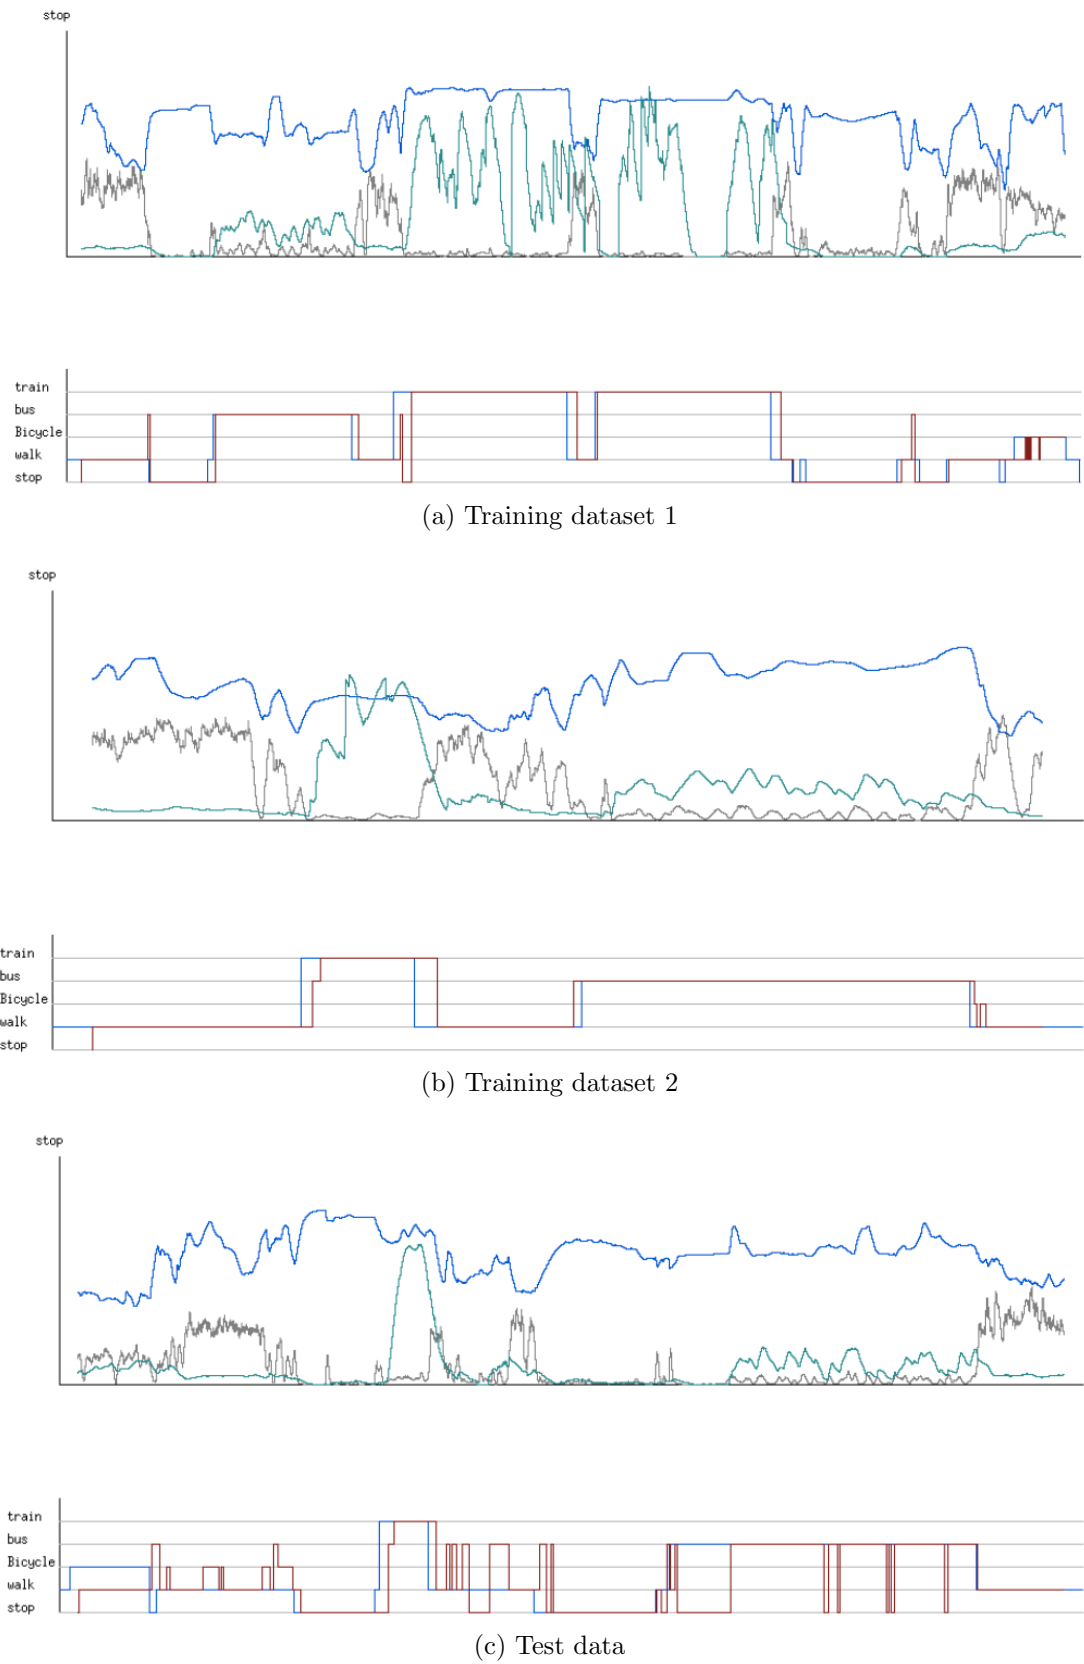 stop
train
bus
Bicycle
walk
stop
(a) Training dataset 1
stop
train
bus
Bicycle
walk
stop
(b) Training dataset 2
stop
train
bus
Bicycle
walk
stop
(c) Test data